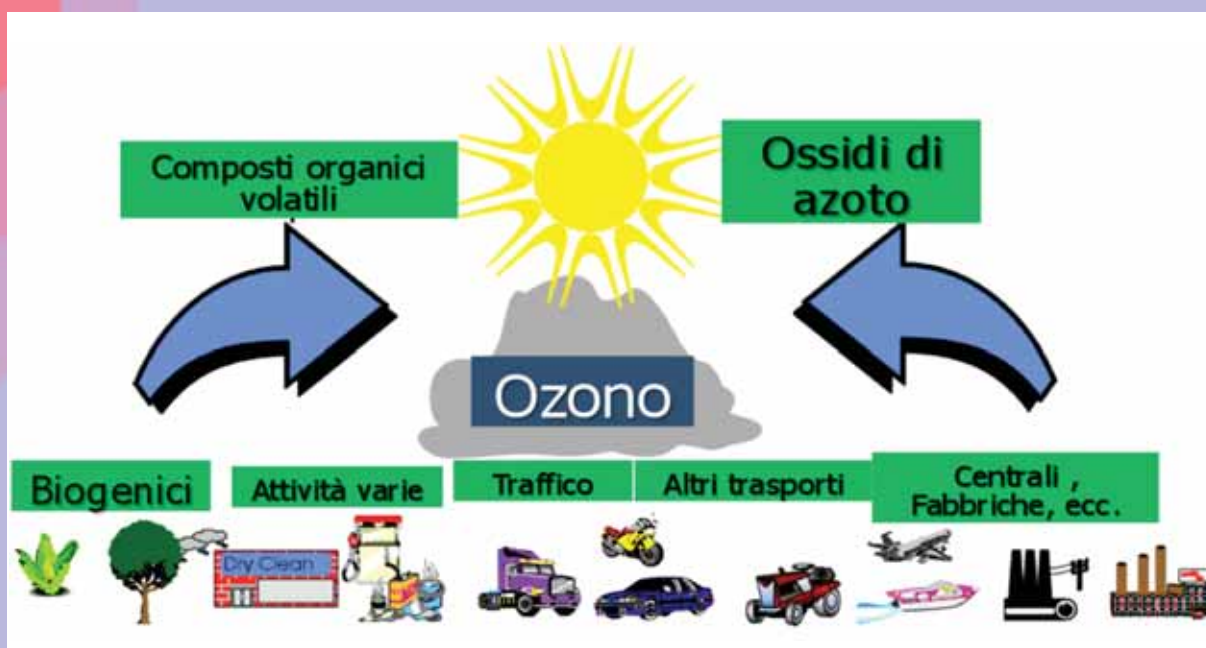 Composti organici
volatili
Ossidi di
azoto
Ozono
Biogenici
Attività varie
Traffico
Altri trasporti
Centrali ,
Fabbriche, ecc.
Dry Clean